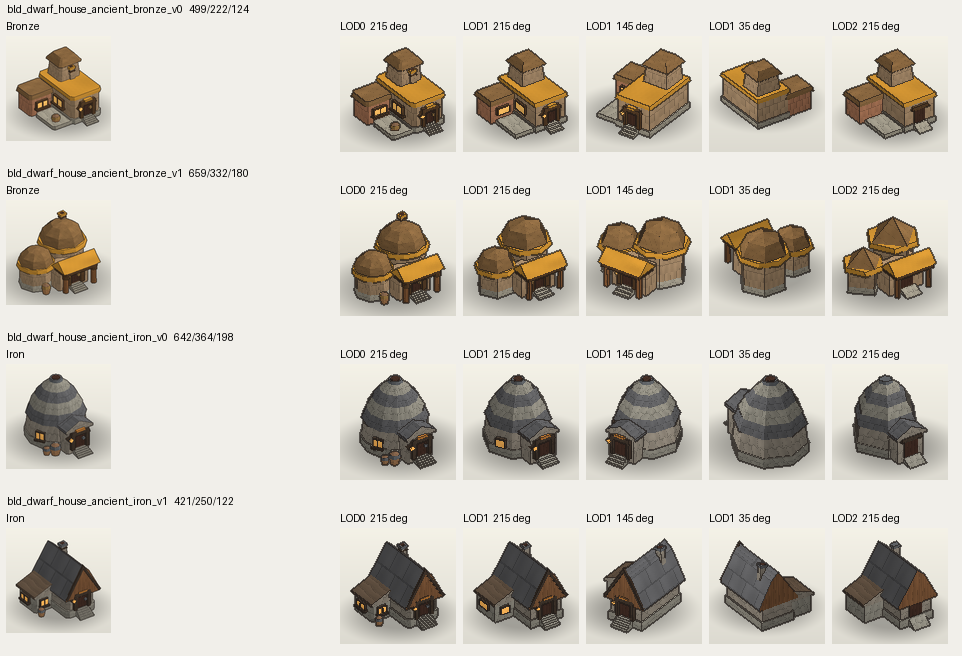 bld_dwarf_house_ancient_bronze_v0 499/222/124
Bronze LOD0 215 deg LOD1 215 deg LOD1 145 deg LOD1 35 deg LOD2 215 deg
bld_dwarf_house_ancient_bronze_v1 659/332/180
Bronze LOD0 215 deg LOD1 215 deg LOD1 145 deg LOD1 35 deg LOD2 215 deg
bld_dwarf_house_ancient_iron_v0 642/364/198
Iron LOD0 215 deg LOD1 215 deg LOD1 145 deg LOD1 35 deg LOD2 215 deg
bld_dwarf_house_ancient_iron_v1 421/250/122
Iron LOD0 215 deg LOD1 215 deg LOD1 145 deg LOD1 35 deg LOD2 215 deg